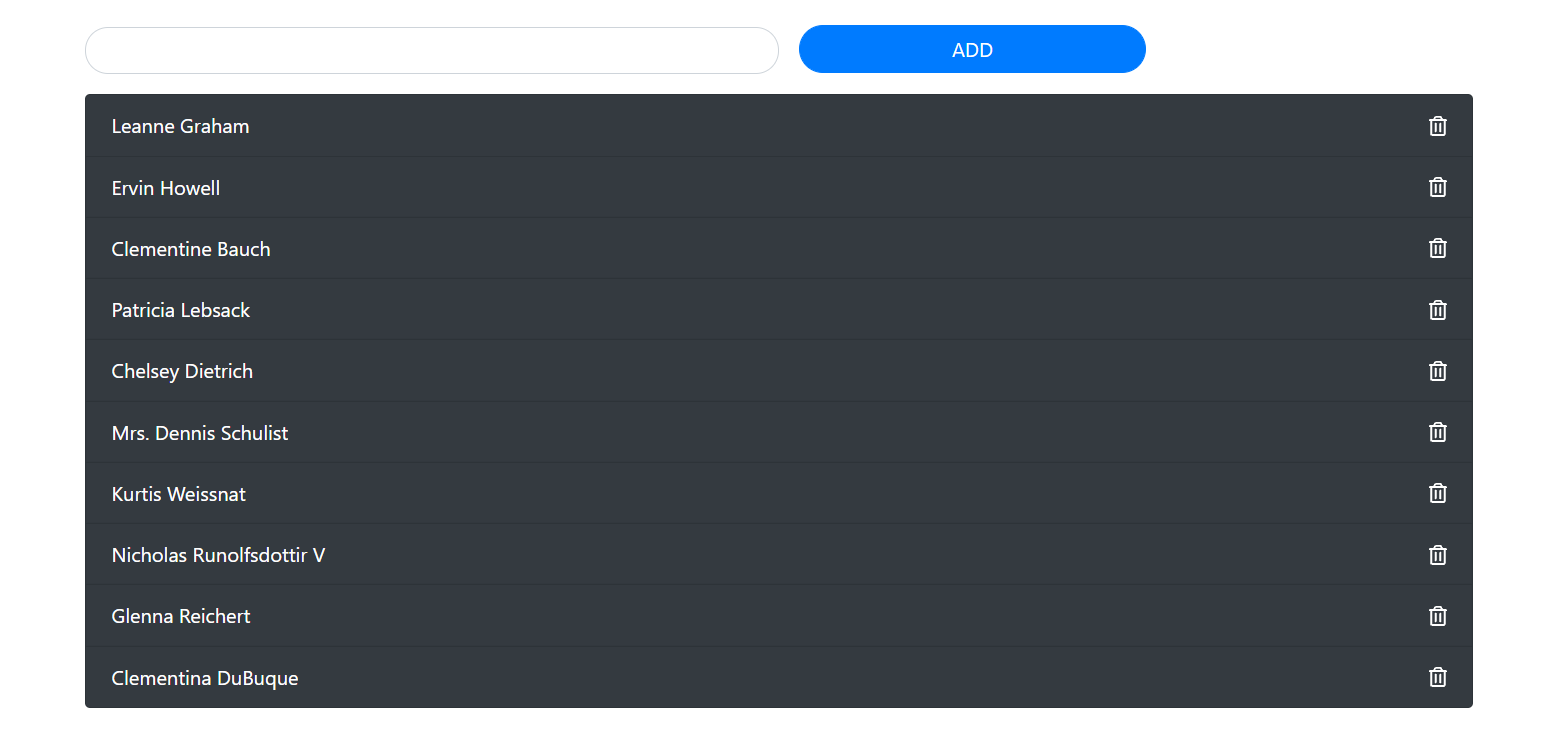 ADD
Leanne Graham
Ervin Howell
Clementine Bauch
Patricia Lebsack
Chelsey Dietrich
Mrs. Dennis Schulist
Kurtis Weissnat
Nicholas Runolfsdottir V
Glenna Reichert
Clementina DuBuque